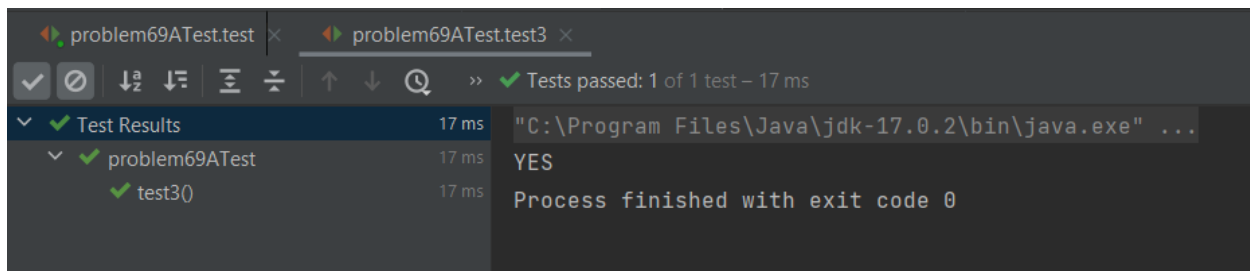 problem69ATest.test × problem69ATest.test3 ×
» Tests passed: 1 of 1 test – 17 ms
Test Results 17 ms
problem69ATest 17 ms
test3() 17 ms
"C:\Program Files\Java\jdk-17.0.2\bin\java.exe" ...
YES
Process finished with exit code 0